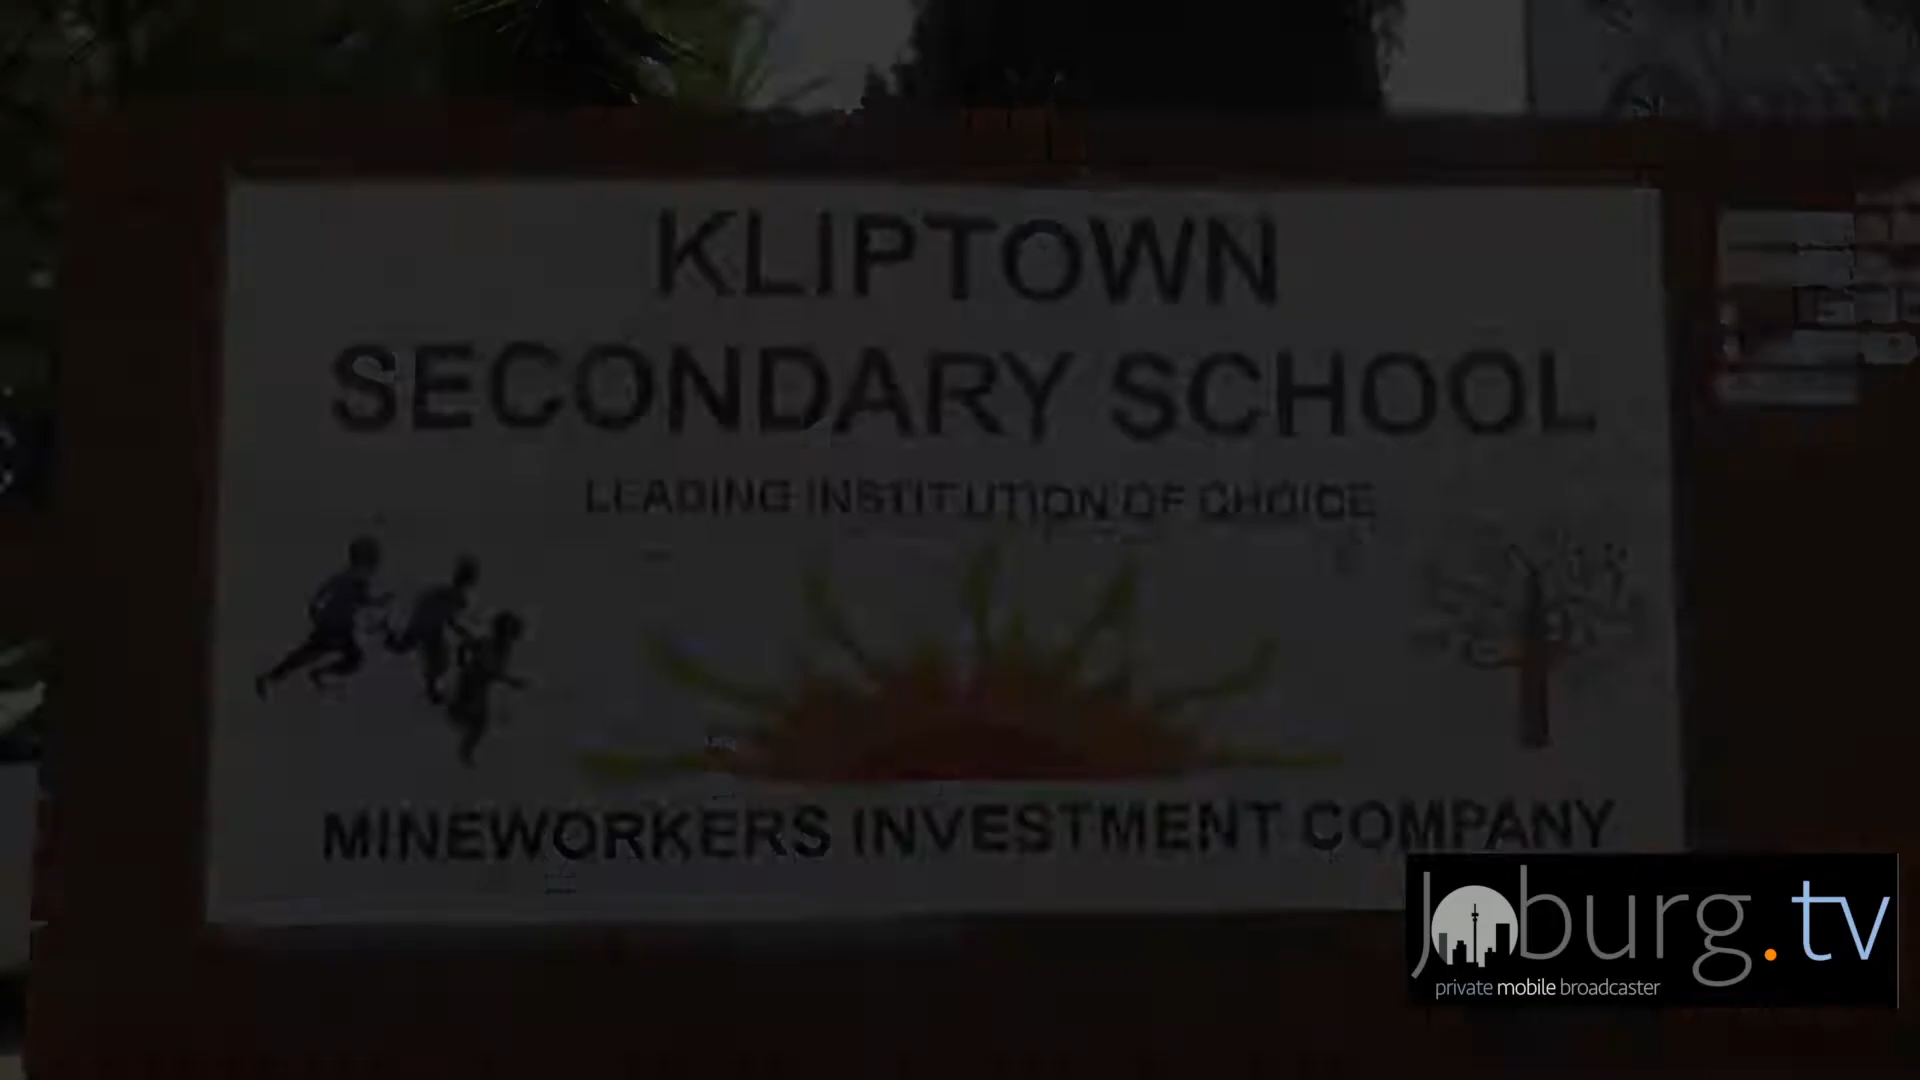 KLIPTOWN
SECONDARY SCHOOL
LEADING INSTITUTION OF CHOICE
MINEWORKERS INVESTMENT COMPANY
Joburg.tv
private mobile broadcaster